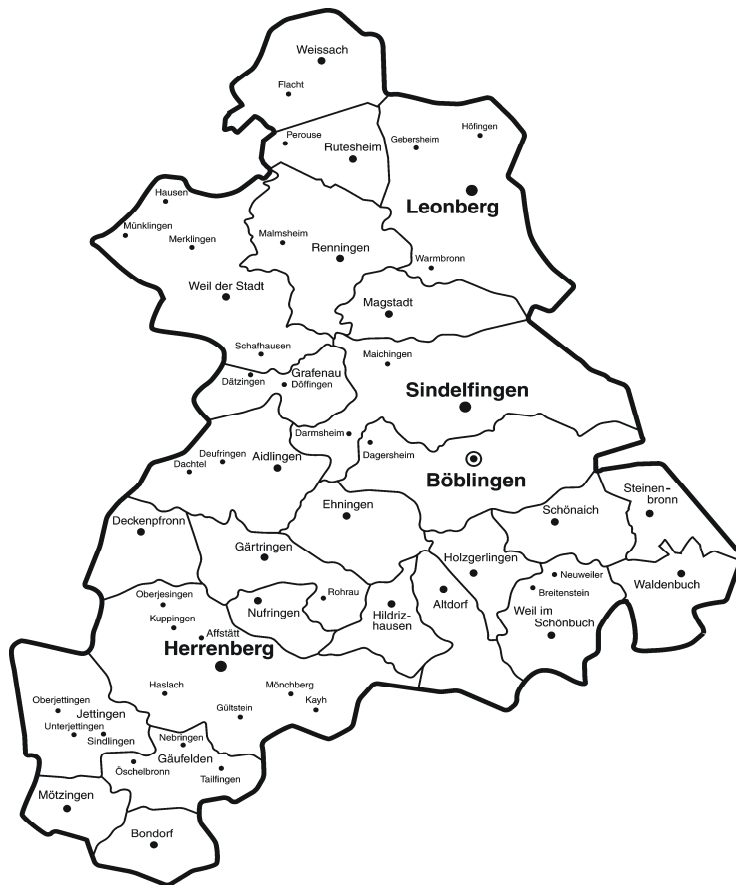 Weissach
Flacht
Perouse
Rutesheim
Gebersheim
Höfingen
Leonberg
Hausen
Münklingen
Merklingen
Malmsheim
Renningen
Warmbronn
Weil der Stadt
Magstadt
Schafhausen
Maichingen
Grafenau
Dätzingen
Döffingen
Sindelfingen
Darmsheim
Dagersheim
Deufringen
Aidlingen
Dachtel
Böblingen
Steinen-
bronn
Ehningen
Schönaich
Deckenpfronn
Gärtringen
Holzgerlingen
Neuweiler
Waldenbuch
Breitenstein
Oberjesingen
Rohrau
Nufringen
Altdorf
Hildriz-
hausen
Weil im
Schönbuch
Kuppingen
Affstätt
Herrenberg
Haslach
Mönchberg
Kayh
Gültstein
Oberjettingen
Jettingen
Unterjettingen
Sindlingen
Nebringen
Gäufelden
Öschelbronn
Tailfingen
Mötzingen
Bondorf